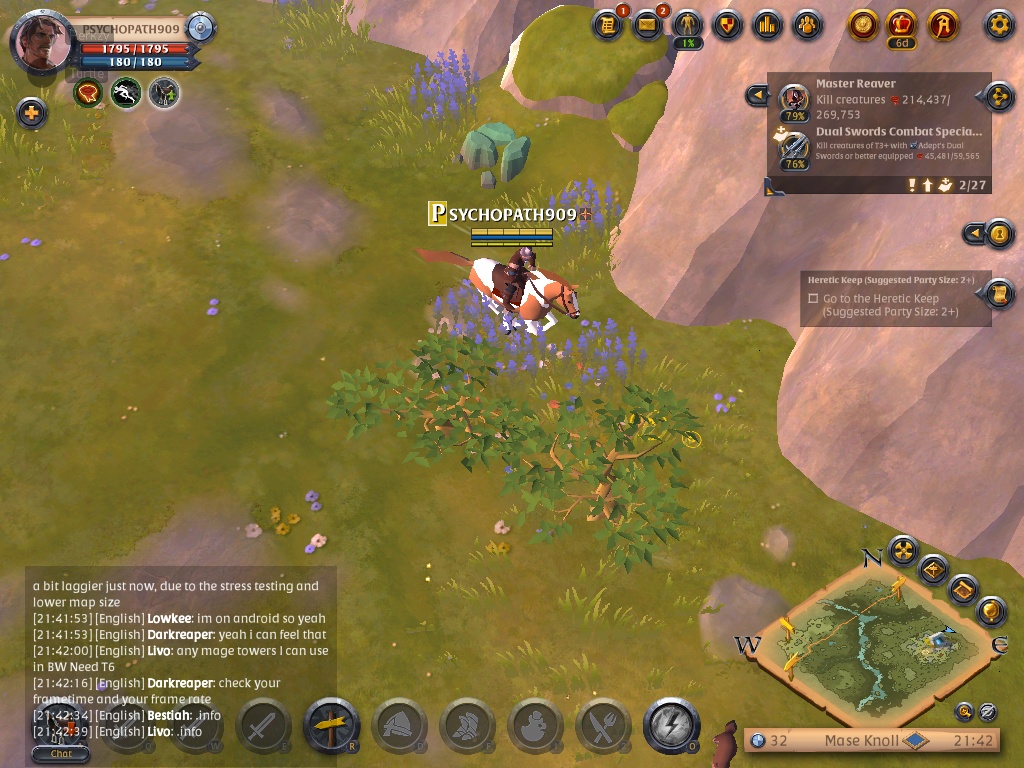 PSYCHOPATH909
1795 / 1795
180 / 180
1
2
1%
6d
Master Reaver
Kill creatures 214,437/
269,753
79%
Dual Swords Combat Specia...
Kill creatures of T3+ with Adept's Dual
Swords or better equipped 45,481/59,565
76%
2/27
PSYCHOPATH909
Heretic Keep (Suggested Party Size: 2+)
Go to the Heretic Keep
(Suggested Party Size: 2+)
a bit laggier just now, due to the stress testing and
lower map size
[21:41:53] [English] Lowkee: im on android so yeah
[21:41:53] [English] Darkreaper: yeah i can feel that
[21:42:00] [English] Livo: any mage towers I can use
in BW Need T6
[21:42:16] [English] Darkreaper: check your
frametime and your frame rate
[21:42:34] [English] Bestiah: .info
[21:42:39] [English] Livo: .info
Chat
W
R
O
N
W
E
32
Mase Knoll
21:42